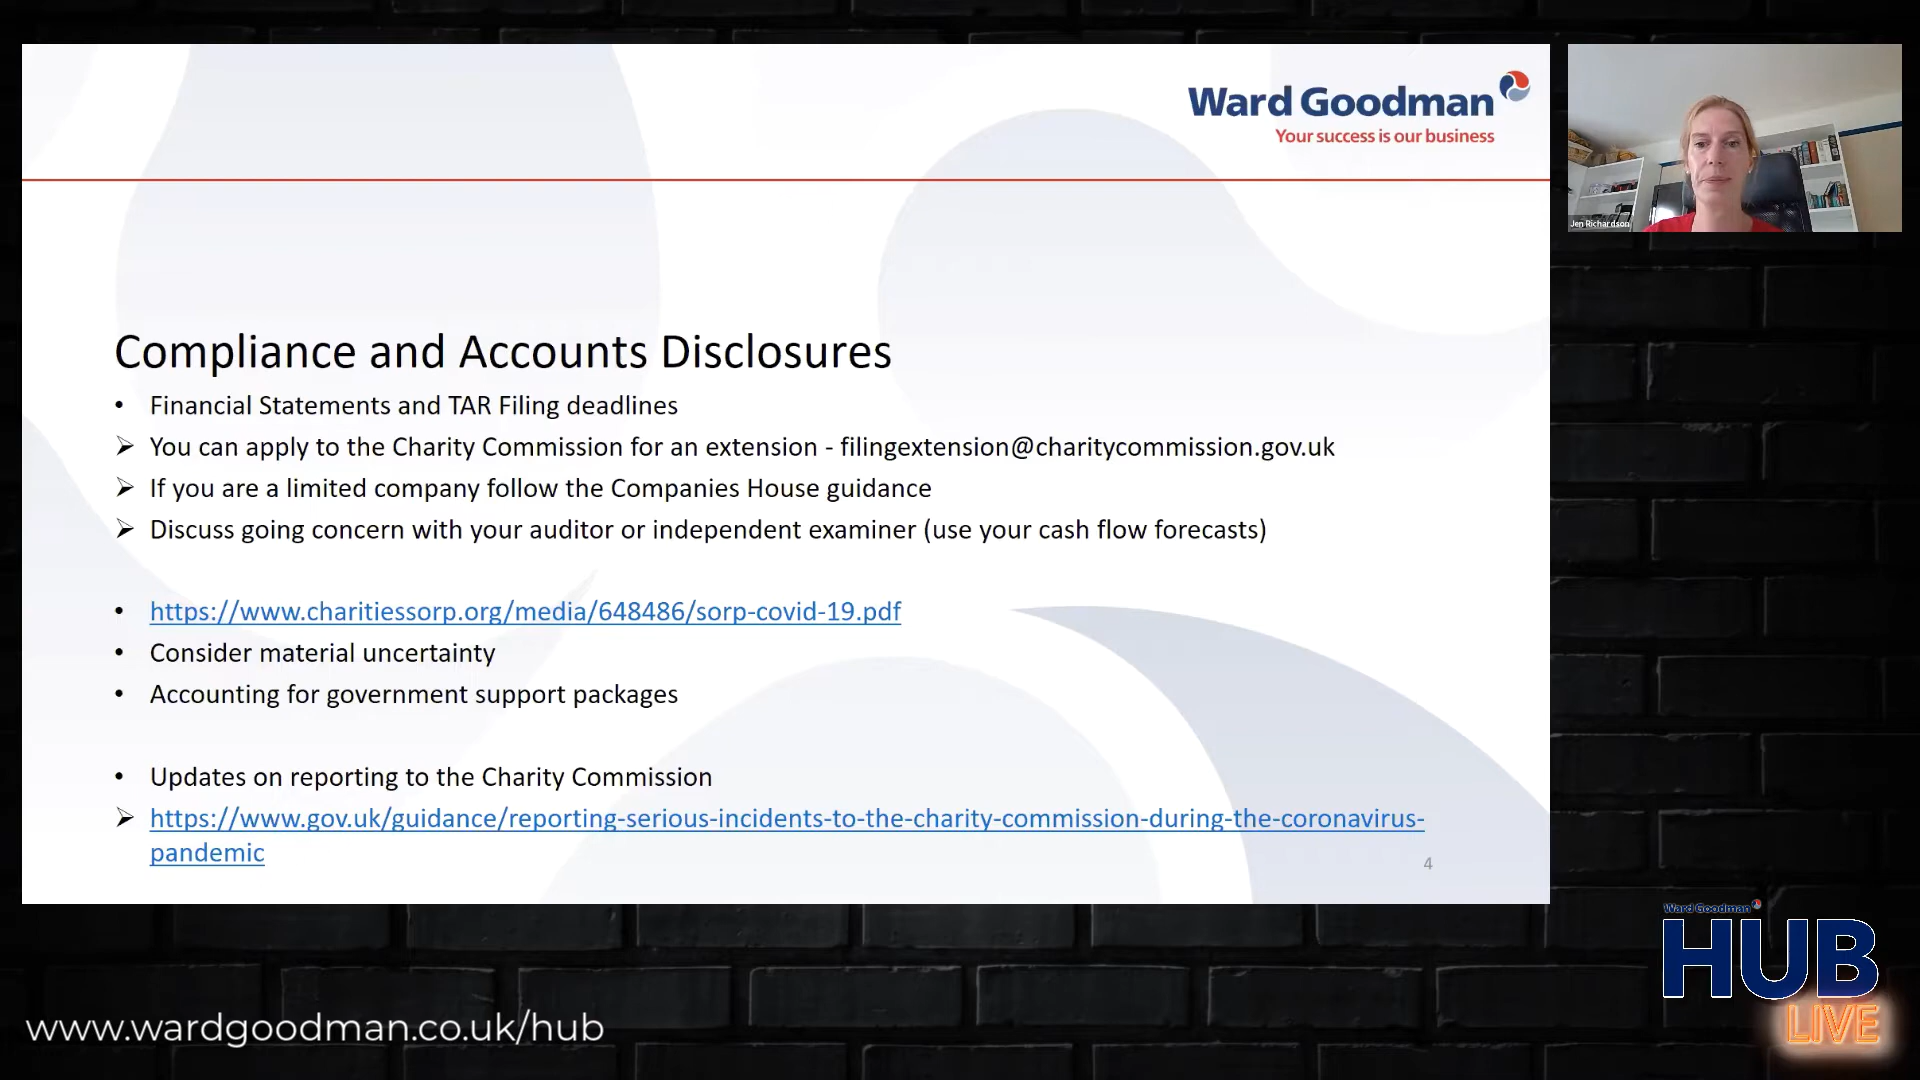 Ward Goodman
Your success is our business
Jen Richardson
Compliance and Accounts Disclosures
• Financial Statements and TAR Filing deadlines
➢ You can apply to the Charity Commission for an extension - filingextension@charitycommission.gov.uk
➢ If you are a limited company follow the Companies House guidance
➢ Discuss going concern with your auditor or independent examiner (use your cash flow forecasts)
• https://www.charitiessorp.org/media/648486/sorp-covid-19.pdf
• Consider material uncertainty
• Accounting for government support packages
• Updates on reporting to the Charity Commission
➢ https://www.gov.uk/guidance/reporting-serious-incidents-to-the-charity-commission-during-the-coronavirus-
pandemic
4
Ward Goodman
HUB
LIVE
www.wardgoodman.co.uk/hub